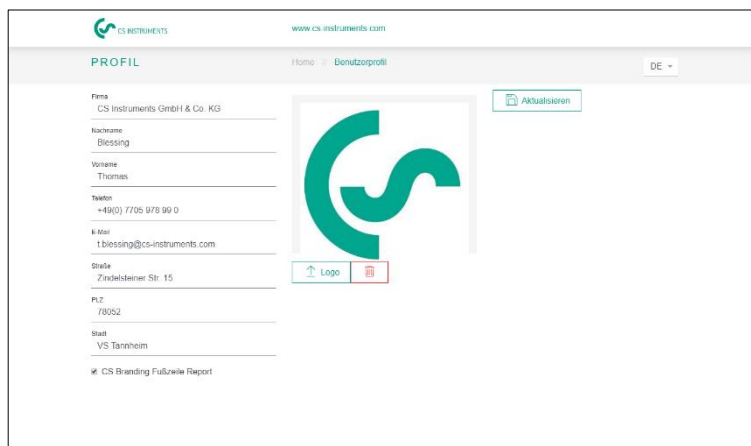 CS INSTRUMENTS
www.cs-instruments.com
PROFIL
Home // Benutzerprofil
DE
Firma
CS Instruments GmbH & Co. KG
Aktualisieren
Nachname
Blessing
Vorname
Thomas
Telefon
+49(0) 7705 978 99 0
E-Mail
t.blessing@cs-instruments.com
Straße
Zindelsteiner Str. 15
Logo
PLZ
78052
Stadt
VS Tannheim
CS Branding Fußzeile Report